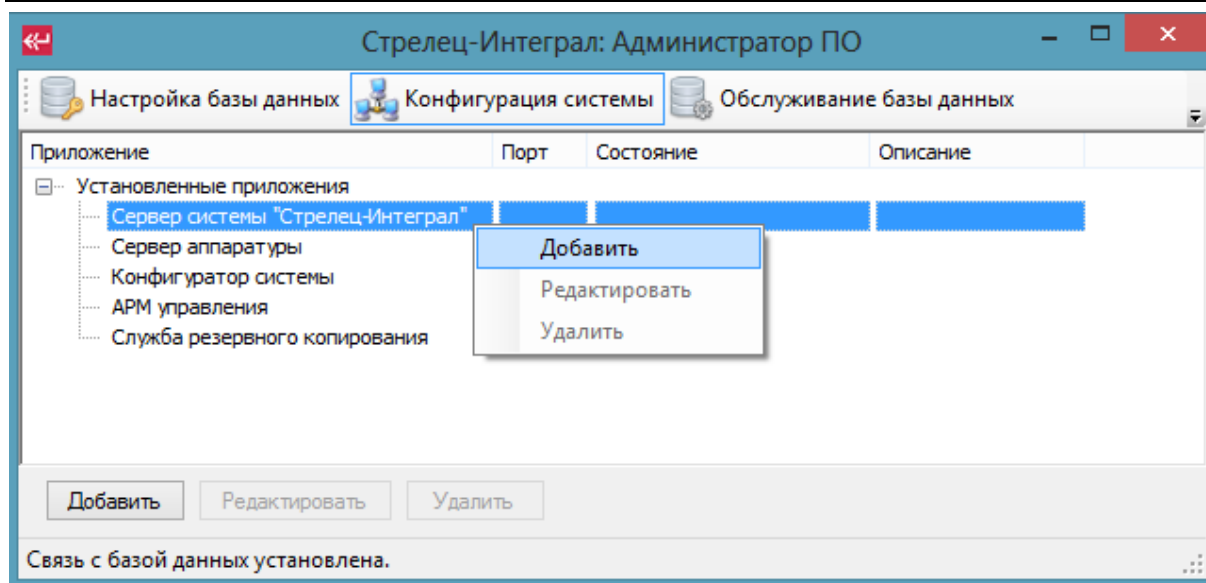 Стрелец-Интеграл: Администратор ПО
Настройка базы данных Конфигурация системы Обслуживание базы данных
Приложение Порт Состояние Описание
Установленные приложения
Сервер системы "Стрелец-Интеграл"
Сервер аппаратуры
Добавить
Конфигуратор системы
Редактировать
АРМ управления
Удалить
Служба резервного копирования
Добавить Редактировать Удалить
Связь с базой данных установлена.